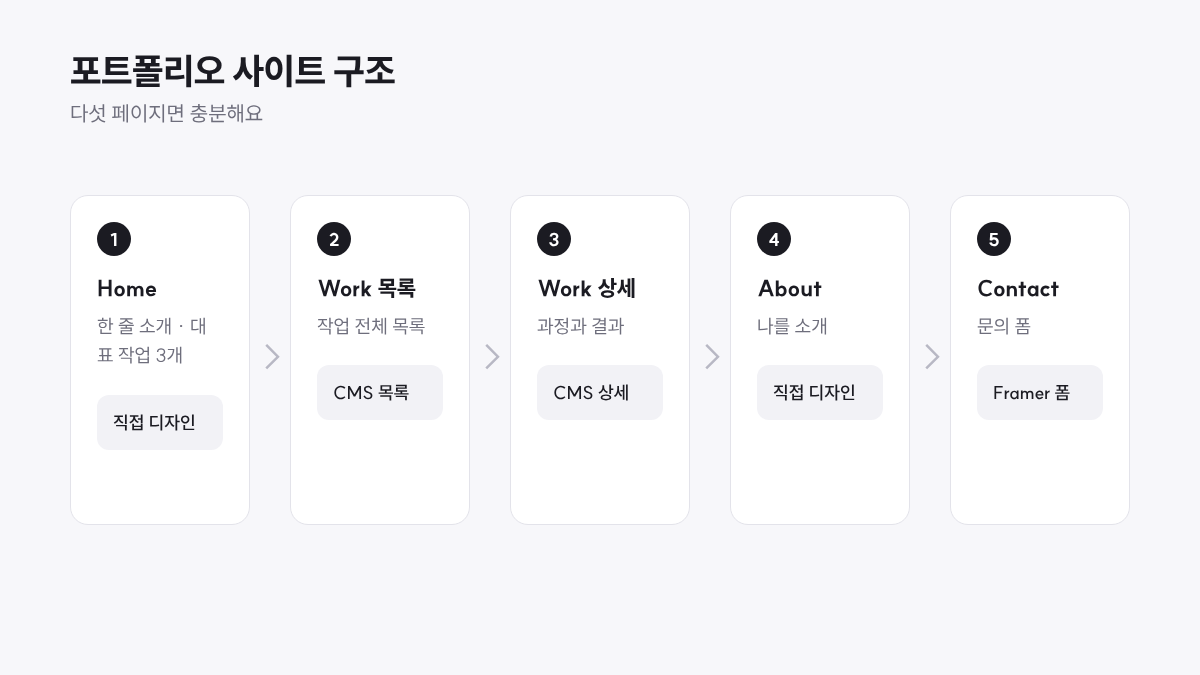 포트폴리오 사이트 구조
다섯 페이지면 충분해요
1
Home
한 줄 소개 · 대
표 작업 3개
직접 디자인
2
Work 목록
작업 전체 목록
CMS 목록
3
Work 상세
과정과 결과
CMS 상세
4
About
나를 소개
직접 디자인
5
Contact
문의 폼
Framer 폼